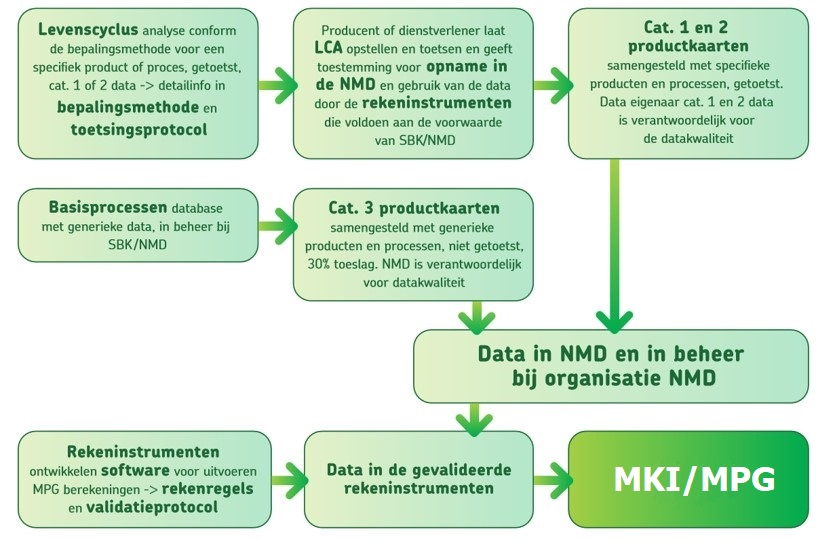 Levenscyclus analyse conform
de bepalingsmethode voor een
specifiek product of proces, getoetst,
cat. 1 of 2 data -> detailinfo in
bepalingsmethode en
toetsingsprotocol
Producent of dienstverlener laat
LCA opstellen en toetsen en geeft
toestemming voor opname in
de NMD en gebruik van de data
door de rekeninstrumenten
die voldoen aan de voorwaarde
van SBK/NMD
Cat. 1 en 2
productkaarten
samengesteld met specifieke
producten en processen, getoetst.
Data eigenaar cat. 1 en 2 data
is verantwoordelijk voor
de datakwaliteit
Basisprocessen database
met generieke data, in beheer bij
SBK/NMD
Cat. 3 productkaarten
samengesteld met generieke
producten en processen, niet getoetst,
30% toeslag. NMD is verantwoordelijk
voor datakwaliteit
Data in NMD en in beheer
bij organisatie NMD
Rekeninstrumenten
ontwikkelen software voor uitvoeren
MPG berekeningen -> rekenregels
en validatieprotocol
Data in de gevalideerde
rekeninstrumenten
MKI/MPG